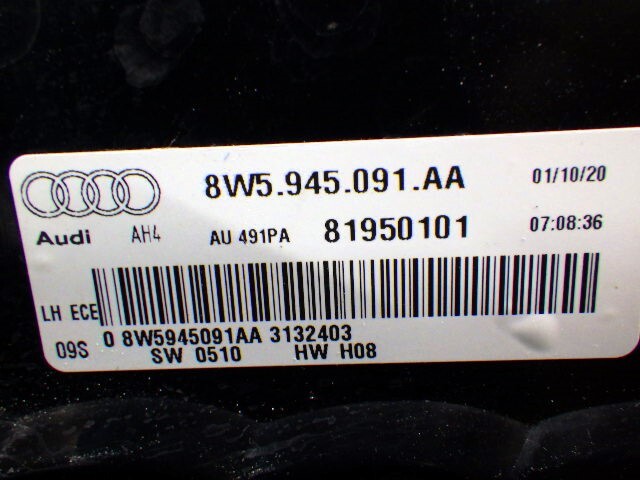 8W5.945.091.AA 01/10/20
Audi AH4 AU 491PA 81950101 07:08:36
LH ECE
09S 0 8W5945091AA 3132403
SW 0510 HW H08